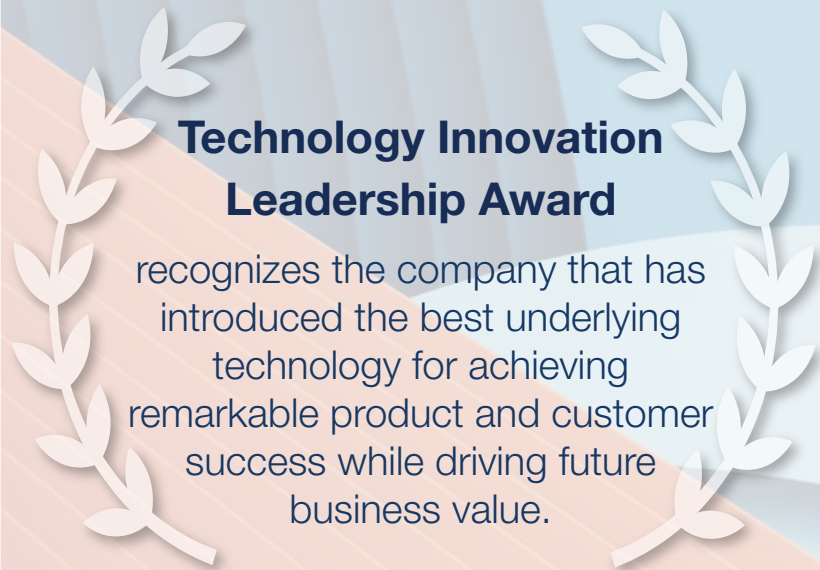 Technology Innovation
Leadership Award
recognizes the company that has
introduced the best underlying
technology for achieving
remarkable product and customer
success while driving future
business value.